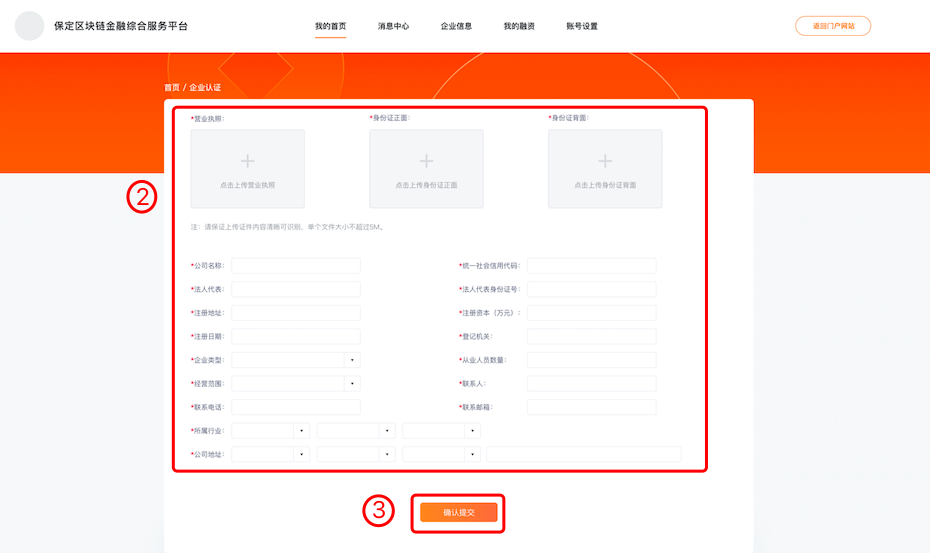 保定区块链金融综合服务平台 我的首页 消息中心 企业信息 我的融资 账号设置 返回门户网站
首页 / 企业认证
*营业执照: *身份证正面: *身份证背面:
点击上传营业执照 点击上传身份证正面 点击上传身份证背面
②
注: 请保证上传证件内容清晰可识别, 单个文件大小不超过5M。
*公司名称: *统一社会信用代码:
*法人代表: *法人代表身份证号:
*注册地址: *注册资本（万元）:
*注册日期: *登记机关:
*企业类型: *从业人员数量:
*经营范围: *联系人:
*联系电话: *联系邮箱:
*所属行业:
*公司地址:
③ 确认提交